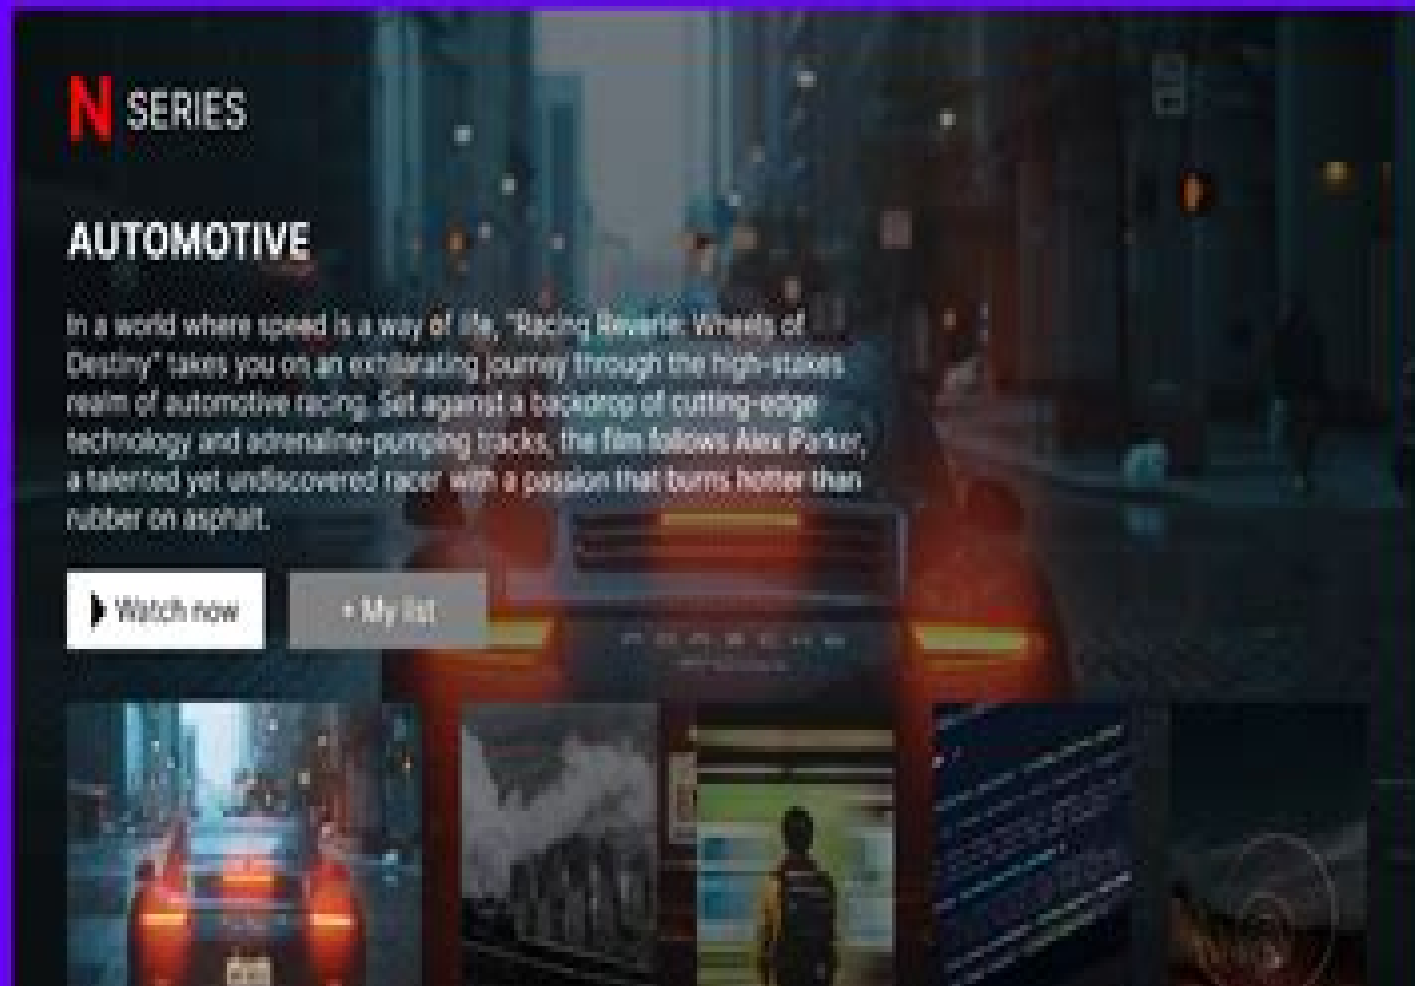 N SERIES
AUTOMOTIVE
In a world where speed is a way of life, "Racing Reverie: Wheels of
Destiny" takes you on an exhilarating journey through the high-stakes
realm of automotive racing. Set against a backdrop of cutting-edge
technology and adrenaline-pumping tracks, the film follows Alex Parker,
a talented yet undiscovered racer with a passion that burns hotter than
rubber on asphalt.
Watch now
+ My list
PORSCHE